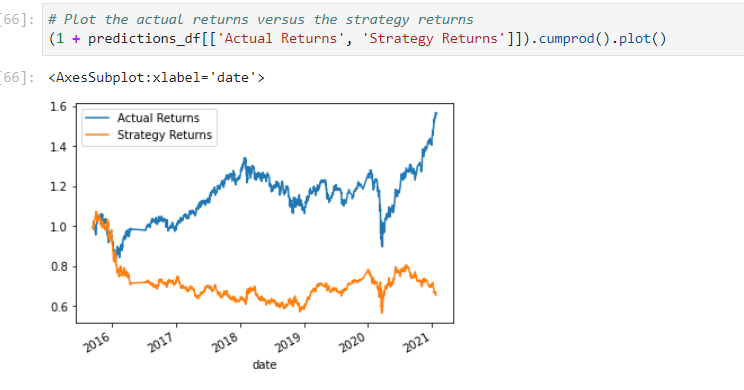 [66]: # Plot the actual returns versus the strategy returns
(1 + predictions_df[['Actual Returns', 'Strategy Returns']]).cumprod().plot()
[66]: <AxesSubplot:xlabel='date'>
1.6
Actual Returns
Strategy Returns
1.4
1.2
1.0
0.8
0.6
2016 2017 2018 2019 2020 2021
date